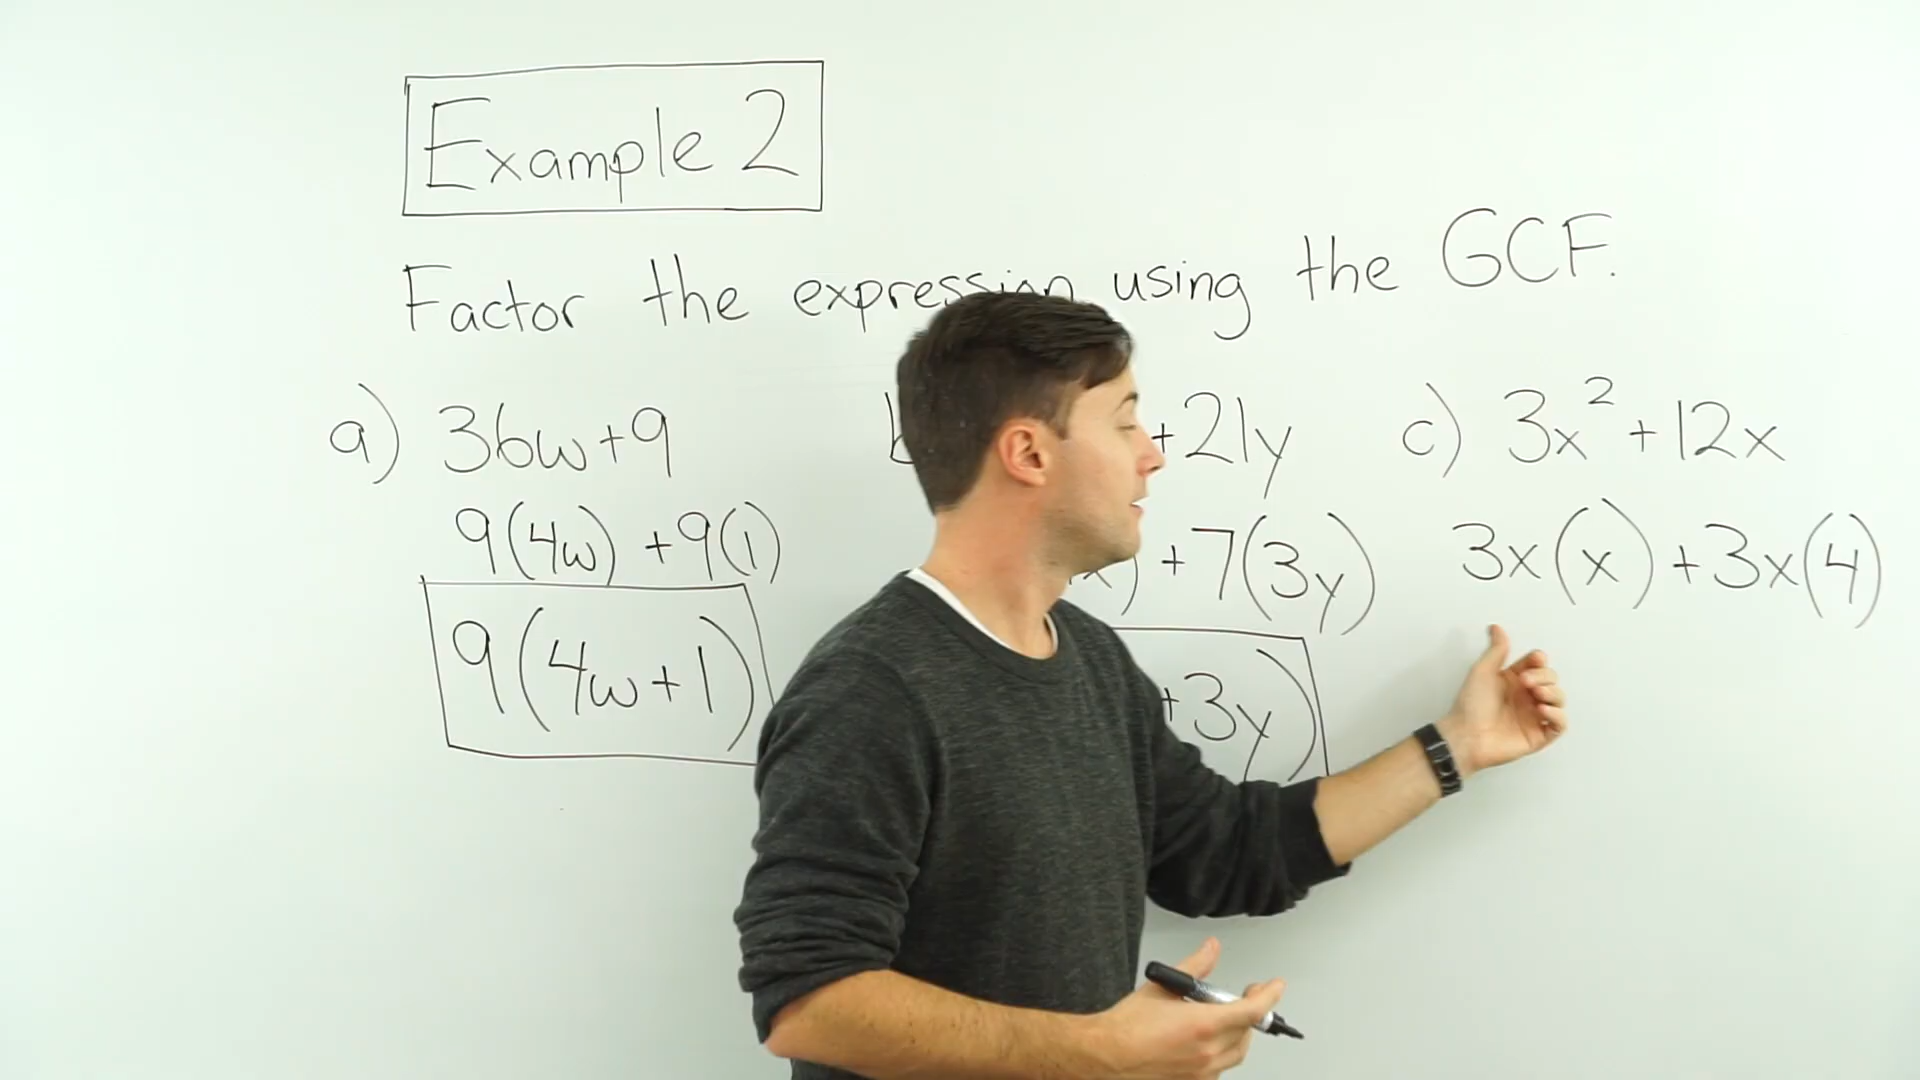 Example 2
Factor the expression using the GCF.
a) 36w+9
+21y
c) 3x²+12x
9(4w) +9(1)
x) +7(3y)
3x(x)+3x(4)
9(4w+1)
+3y)